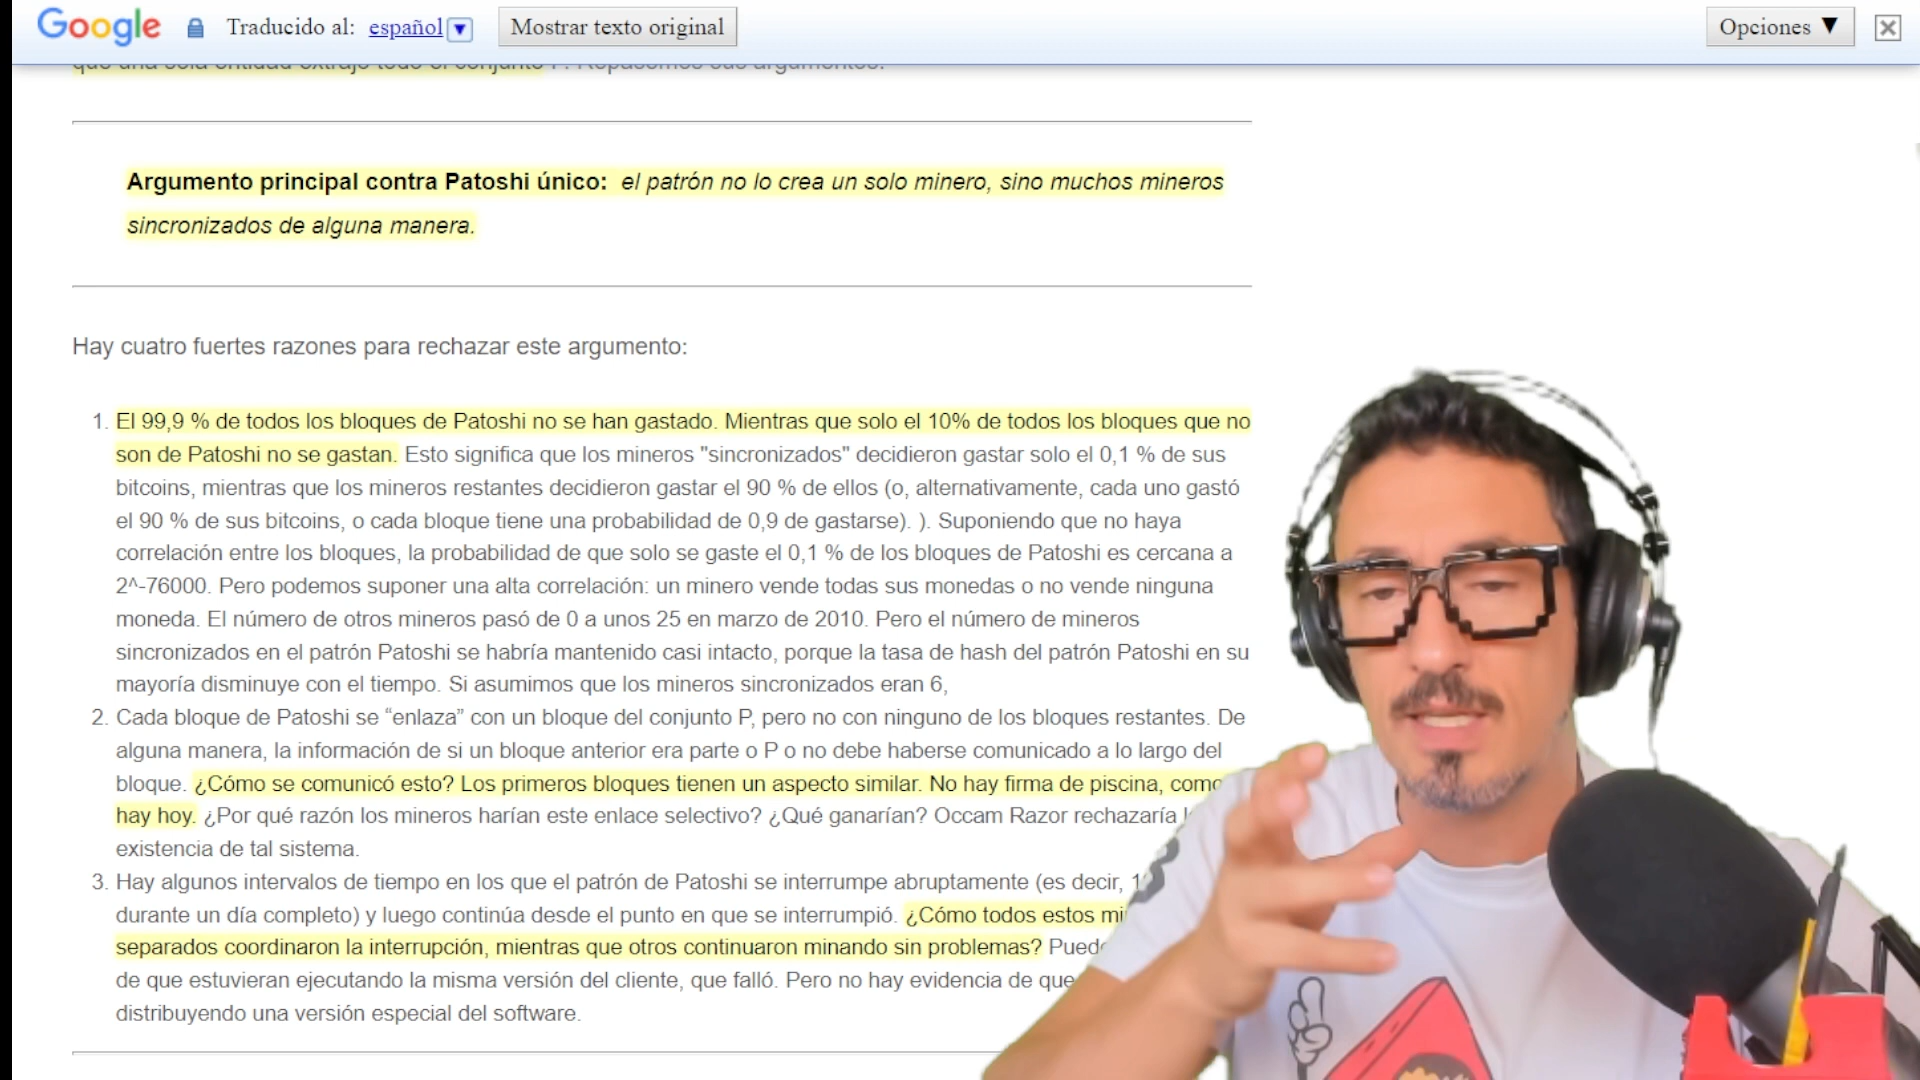 Google Traducido al: español Mostrar texto original Opciones
que una sola entidad extrajo todo el conjunto P. Repasemos sus argumentos.
Argumento principal contra Patoshi único: el patrón no lo crea un solo minero, sino muchos mineros
sincronizados de alguna manera.
Hay cuatro fuertes razones para rechazar este argumento:
1. El 99,9 % de todos los bloques de Patoshi no se han gastado. Mientras que solo el 10% de todos los bloques que no
son de Patoshi no se gastan. Esto significa que los mineros "sincronizados" decidieron gastar solo el 0,1 % de sus
bitcoins, mientras que los mineros restantes decidieron gastar el 90 % de ellos (o, alternativamente, cada uno gastó
el 90 % de sus bitcoins, o cada bloque tiene una probabilidad de 0,9 de gastarse). ). Suponiendo que no haya
correlación entre los bloques, la probabilidad de que solo se gaste el 0,1 % de los bloques de Patoshi es cercana a
2^-76000. Pero podemos suponer una alta correlación: un minero vende todas sus monedas o no vende ninguna
moneda. El número de otros mineros pasó de 0 a unos 25 en marzo de 2010. Pero el número de mineros
sincronizados en el patrón Patoshi se habría mantenido casi intacto, porque la tasa de hash del patrón Patoshi en su
mayoría disminuye con el tiempo. Si asumimos que los mineros sincronizados eran 6,
2. Cada bloque de Patoshi se “enlaza” con un bloque del conjunto P, pero no con ninguno de los bloques restantes. De
alguna manera, la información de si un bloque anterior era parte o P o no debe haberse comunicado a lo largo del
bloque. ¿Cómo se comunicó esto? Los primeros bloques tienen un aspecto similar. No hay firma de piscina, como
hay hoy. ¿Por qué razón los mineros harían este enlace selectivo? ¿Qué ganarían? Occam Razor rechazaría
existencia de tal sistema.
3. Hay algunos intervalos de tiempo en los que el patrón de Patoshi se interrumpe abruptamente (es decir,
durante un día completo) y luego continúa desde el punto en que se interrumpió. ¿Cómo todos estos
separados coordinaron la interrupción, mientras que otros continuaron minando sin problemas?
de que estuvieran ejecutando la misma versión del cliente, que falló. Pero no hay evidencia de que
distribuyendo una versión especial del software.